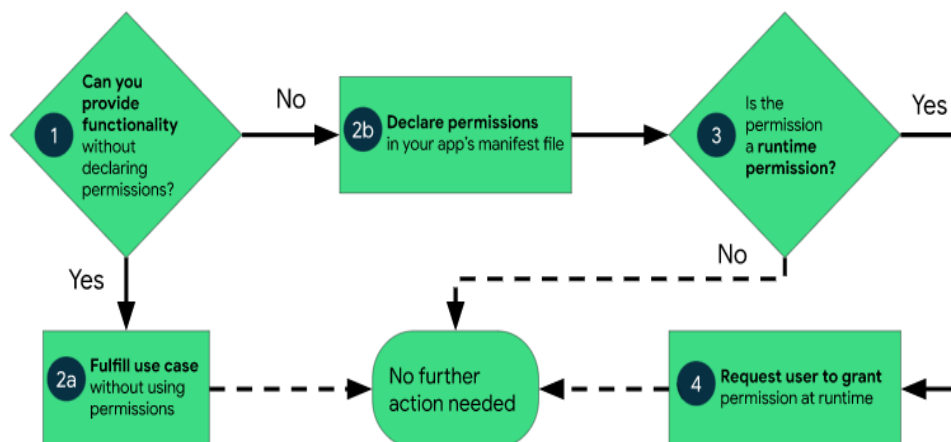 1
Can you
provide
functionality
without
declaring
permissions?
No
2b
Declare permissions
in your app's manifest file
3
Is the
permission
a runtime
permission?
Yes
Yes
No
2a
Fulfill use case
without using
permissions
No further
action needed
4
Request user to grant
permission at runtime